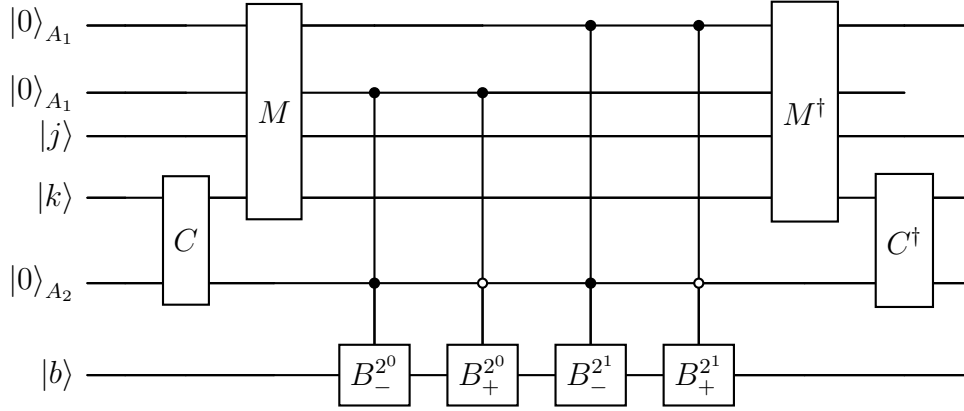 |0⟩_{A_1}
|0⟩_{A_1} M M^†
|j⟩
|k⟩
C C^†
|0⟩_{A_2}
|b⟩ B_-^{2^0} B_+^{2^0} B_-^{2^1} B_+^{2^1}